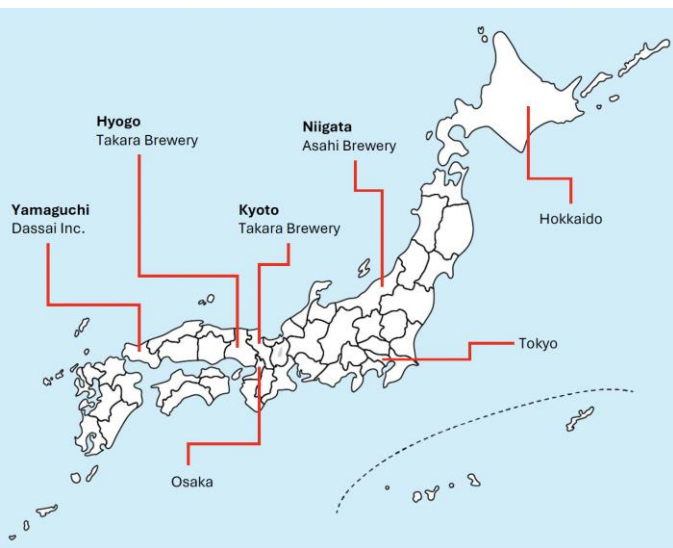 Hyogo
Takara Brewery
Niigata
Asahi Brewery
Yamaguchi
Dassai Inc.
Kyoto
Takara Brewery
Hokkaido
Tokyo
Osaka